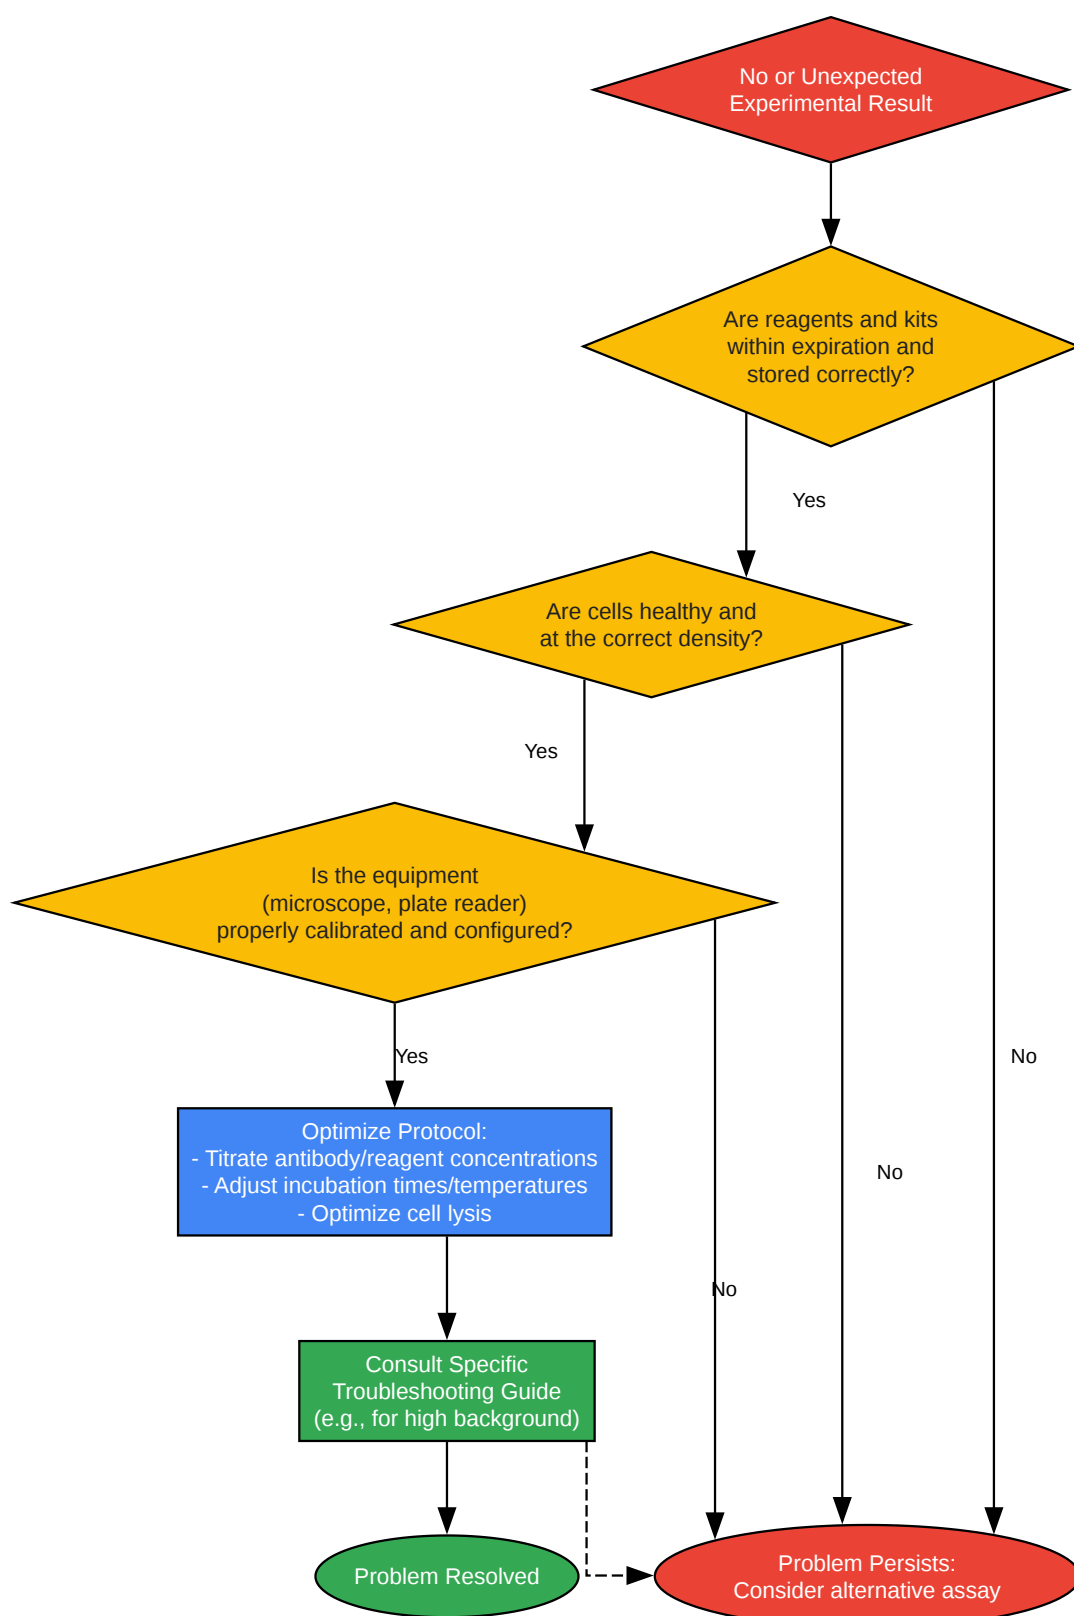 No or Unexpected
Experimental Result
Are reagents and kits
within expiration and
stored correctly?
Yes
Are cells healthy and
at the correct density?
Yes
Is the equipment
(microscope, plate reader)
properly calibrated and configured?
Yes
No
Optimize Protocol:
- Titrate antibody/reagent concentrations
- Adjust incubation times/temperatures
- Optimize cell lysis
No
No
Consult Specific
Troubleshooting Guide
(e.g., for high background)
Problem Resolved
Problem Persists:
Consider alternative assay